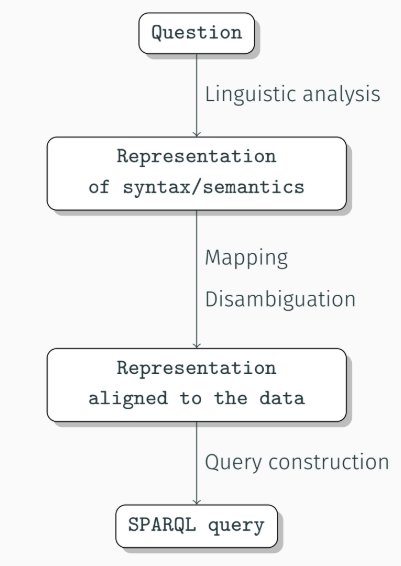 Question
Linguistic analysis
Representation
of syntax/semantics
Mapping
Disambiguation
Representation
aligned to the data
Query construction
SPARQL query